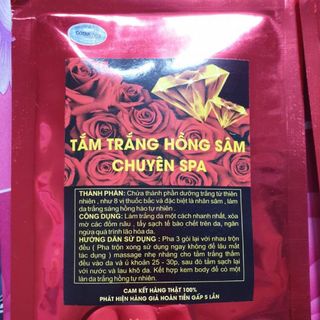 TẮM TRẮNG HỒNG SÂM
CHUYÊN SPA
THÀNH PHẦN: Chứa thành phần dưỡng trắng từ thiên
nhiên , như 8 vị thuốc bắc và đặc biệt là nhân sâm , làm
da trắng sáng hồng hào tự nhiên .
CÔNG DỤNG: Làm trắng da một cách nhanh nhất, xóa
mờ các đốm nâu , tẩy sạch tế bào chết trên da, ngăn
ngừa quá trình lão hóa da.
HƯỚNG DẪN SỬ DỤNG : Pha 3 gói lại với nhau trộn
đều ( Pha trộn xong sử dụng ngay không để lâu mất
tác dụng ) massage nhẹ nhàng cho tắm trắng thấm
đều vào da và ủ khoản 25 - 30p, sau đó tắm sạch lại
với nước và lau khô da. Kết hợp kem body để có một
làn da trắng hồng tự nhiên.
CAM KẾT HÀNG THẬT 100%
PHÁT HIỆN HÀNG GIẢ HOÀN TIỀN GẤP 5 LẦN